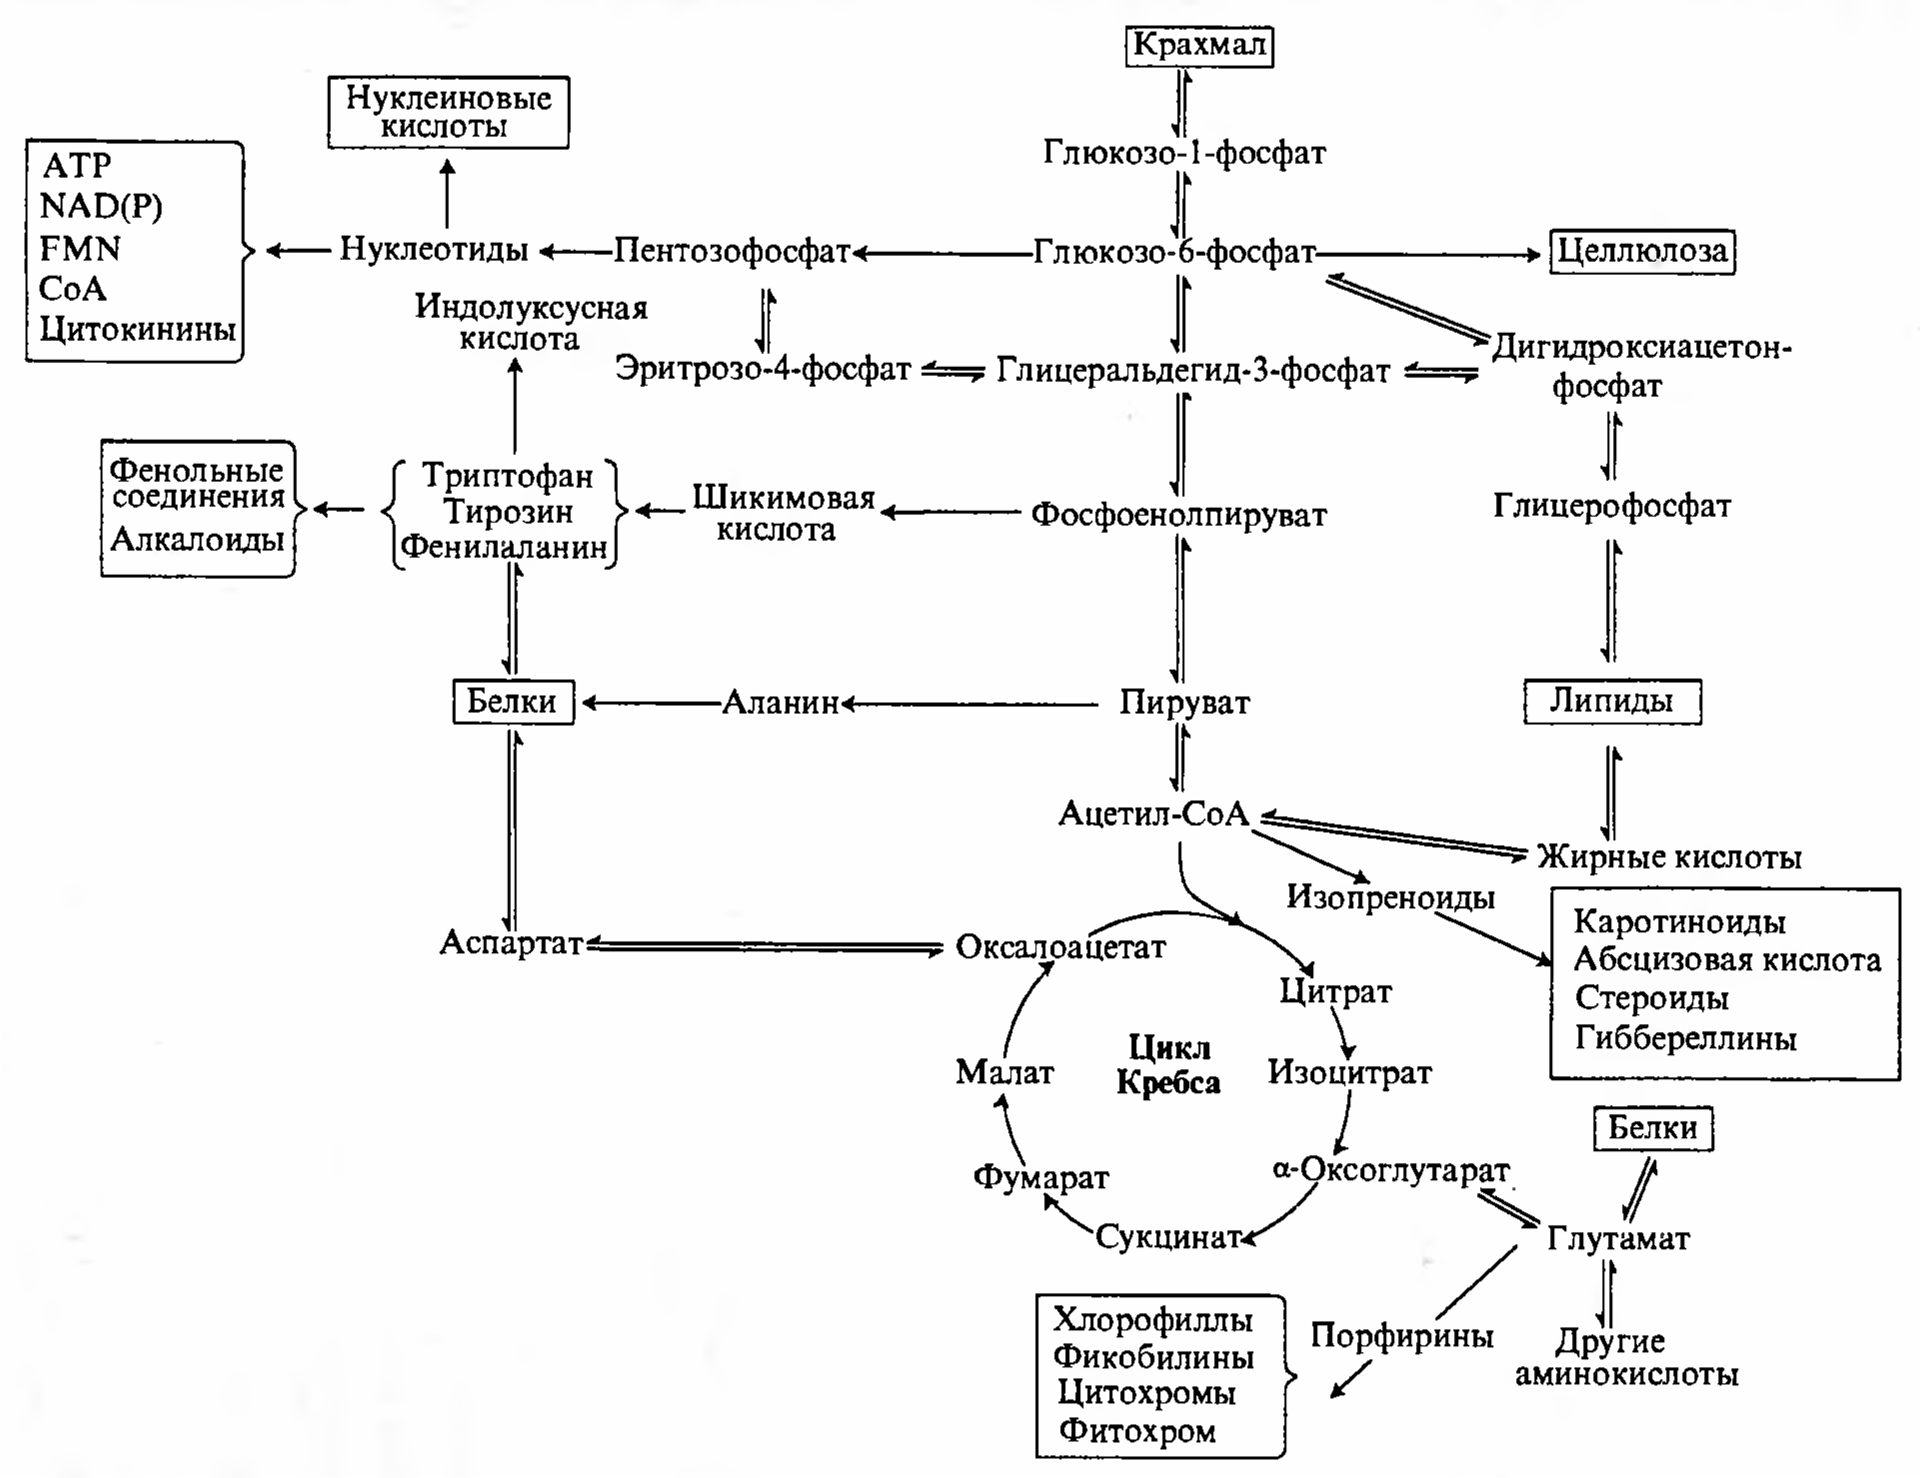 Крахмал
Нуклеиновые
кислоты
ATP
NAD(P)
FMN
CoA
Цитокинины
Глюкозо-1-фосфат
Нуклеотиды
Пентозофосфат
Глюкозо-6-фосфат
Целлюлоза
Индолуксусная
кислота
Эритрозо-4-фосфат
Глицеральдегид-3-фосфат
Дигидроксиацетон-
фосфат
Фенольные
соединения
Алкалоиды
Триптофан
Тирозин
Фенилаланин
Шикимовая
кислота
Фосфоенолпируват
Глицерофосфат
Белки
Аланин
Пируват
Липиды
Ацетил-CoA
Жирные кислоты
Изопреноиды
Каротиноиды
Абсцизовая кислота
Стероиды
Гиббереллины
Аспартат
Оксалоацетат
Цитрат
Цикл
Кребса
Малат
Изоцитрат
Белки
Фумарат
α-Оксоглутарат
Сукцинат
Глутамат
Хлорофиллы
Фикобилины
Цитохромы
Фитохром
Порфирины
Другие
аминокислоты